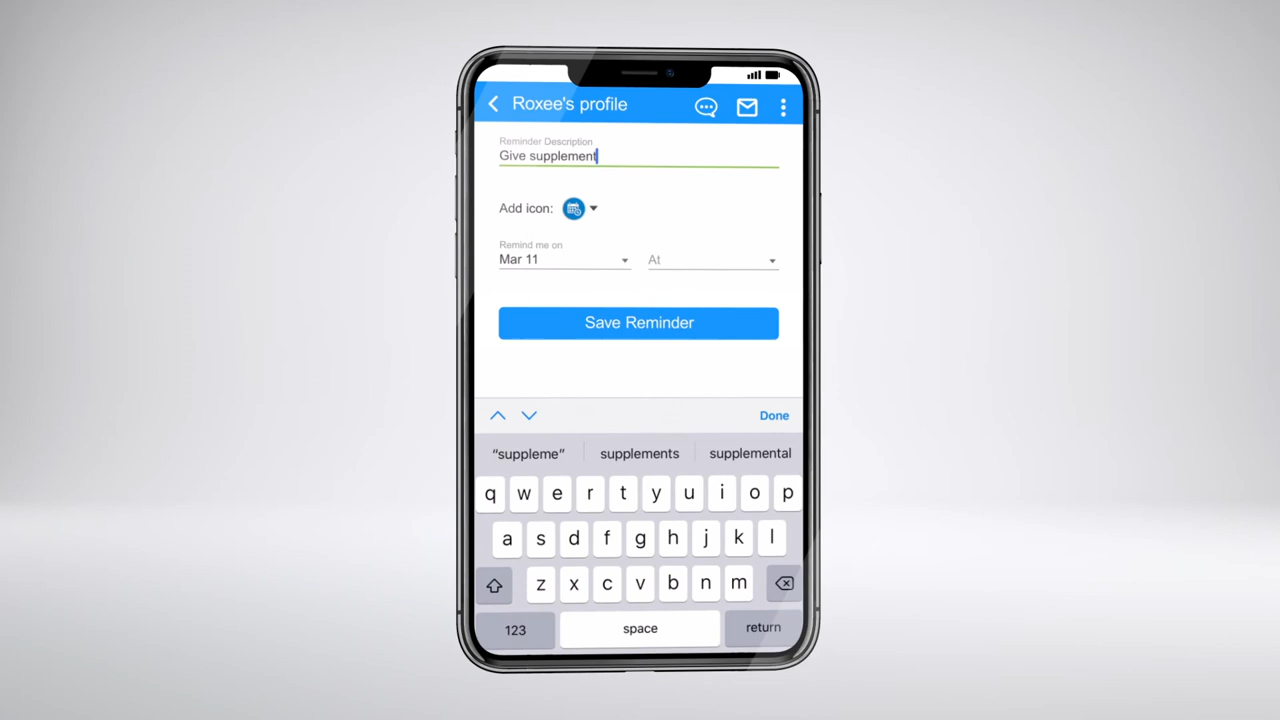 Roxee's profile
Reminder Description
Give supplement
Add icon:
Remind me on
Mar 11
At
Save Reminder
Done
“suppleme” supplements supplemental
q w e r t y u i o p
a s d f g h j k l
z x c v b n m
123 space return